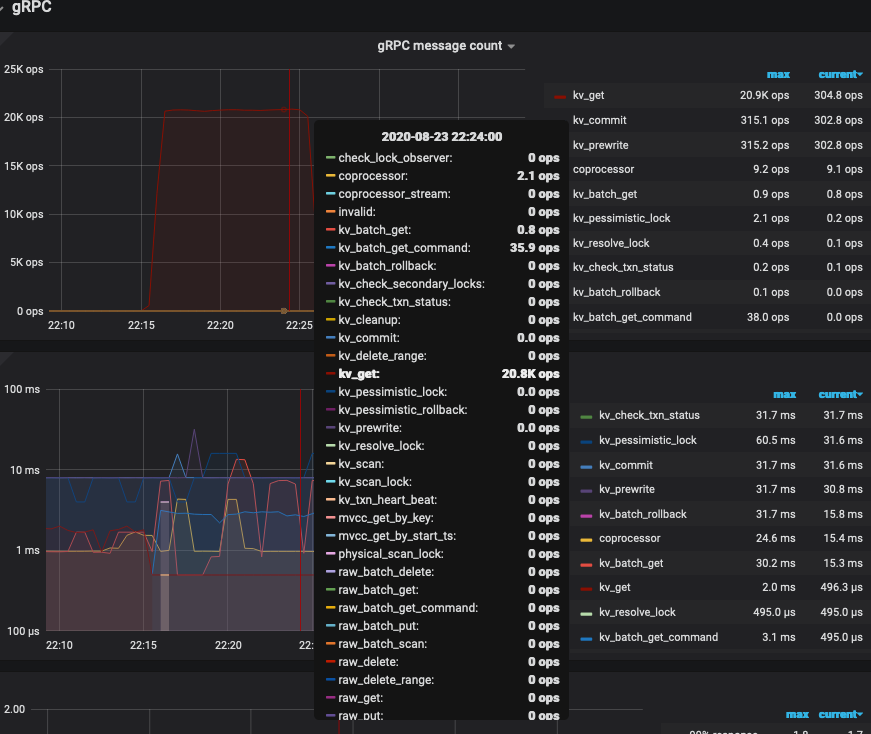 gRPC
gRPC message count
25K ops
20K ops
15K ops
10K ops
5K ops
0 ops
22:10 22:15 22:20 22:25
max current
kv_get 20.9K ops 304.8 ops
kv_commit 315.1 ops 302.8 ops
kv_prewrite 315.2 ops 302.8 ops
coprocessor 9.2 ops 9.1 ops
kv_batch_get 0.9 ops 0.8 ops
kv_pessimistic_lock 2.1 ops 0.2 ops
kv_resolve_lock 0.4 ops 0.1 ops
kv_check_txn_status 0.2 ops 0.1 ops
kv_batch_rollback 0.1 ops 0.0 ops
kv_batch_get_command 38.0 ops 0.0 ops
2020-08-23 22:24:00
check_lock_observer: 0 ops
coprocessor: 2.1 ops
coprocessor_stream: 0 ops
invalid: 0 ops
kv_batch_get: 0.8 ops
kv_batch_get_command: 35.9 ops
kv_batch_rollback: 0 ops
kv_check_secondary_locks: 0 ops
kv_check_txn_status: 0 ops
kv_cleanup: 0 ops
kv_commit: 0.0 ops
kv_delete_range: 0 ops
kv_get: 20.8K ops
kv_pessimistic_lock: 0.0 ops
kv_pessimistic_rollback: 0 ops
kv_prewrite: 0.0 ops
kv_resolve_lock: 0 ops
kv_scan: 0 ops
kv_scan_lock: 0 ops
kv_txn_heart_beat: 0 ops
mvcc_get_by_key: 0 ops
mvcc_get_by_start_ts: 0 ops
physical_scan_lock: 0 ops
raw_batch_delete: 0 ops
raw_batch_get: 0 ops
raw_batch_get_command: 0 ops
raw_batch_put: 0 ops
raw_batch_scan: 0 ops
raw_delete: 0 ops
raw_delete_range: 0 ops
raw_get: 0 ops
raw_put: 0 ops
100 ms
10 ms
1 ms
100 µs
22:10 22:15 22:20 22:
max current
kv_check_txn_status 31.7 ms 31.7 ms
kv_pessimistic_lock 60.5 ms 31.6 ms
kv_commit 31.7 ms 31.6 ms
kv_prewrite 31.7 ms 30.8 ms
kv_batch_rollback 31.7 ms 15.8 ms
coprocessor 24.6 ms 15.4 ms
kv_batch_get 30.2 ms 15.3 ms
kv_get 2.0 ms 496.3 µs
kv_resolve_lock 495.0 µs 495.0 µs
kv_batch_get_command 3.1 ms 495.0 µs
2.00
max current